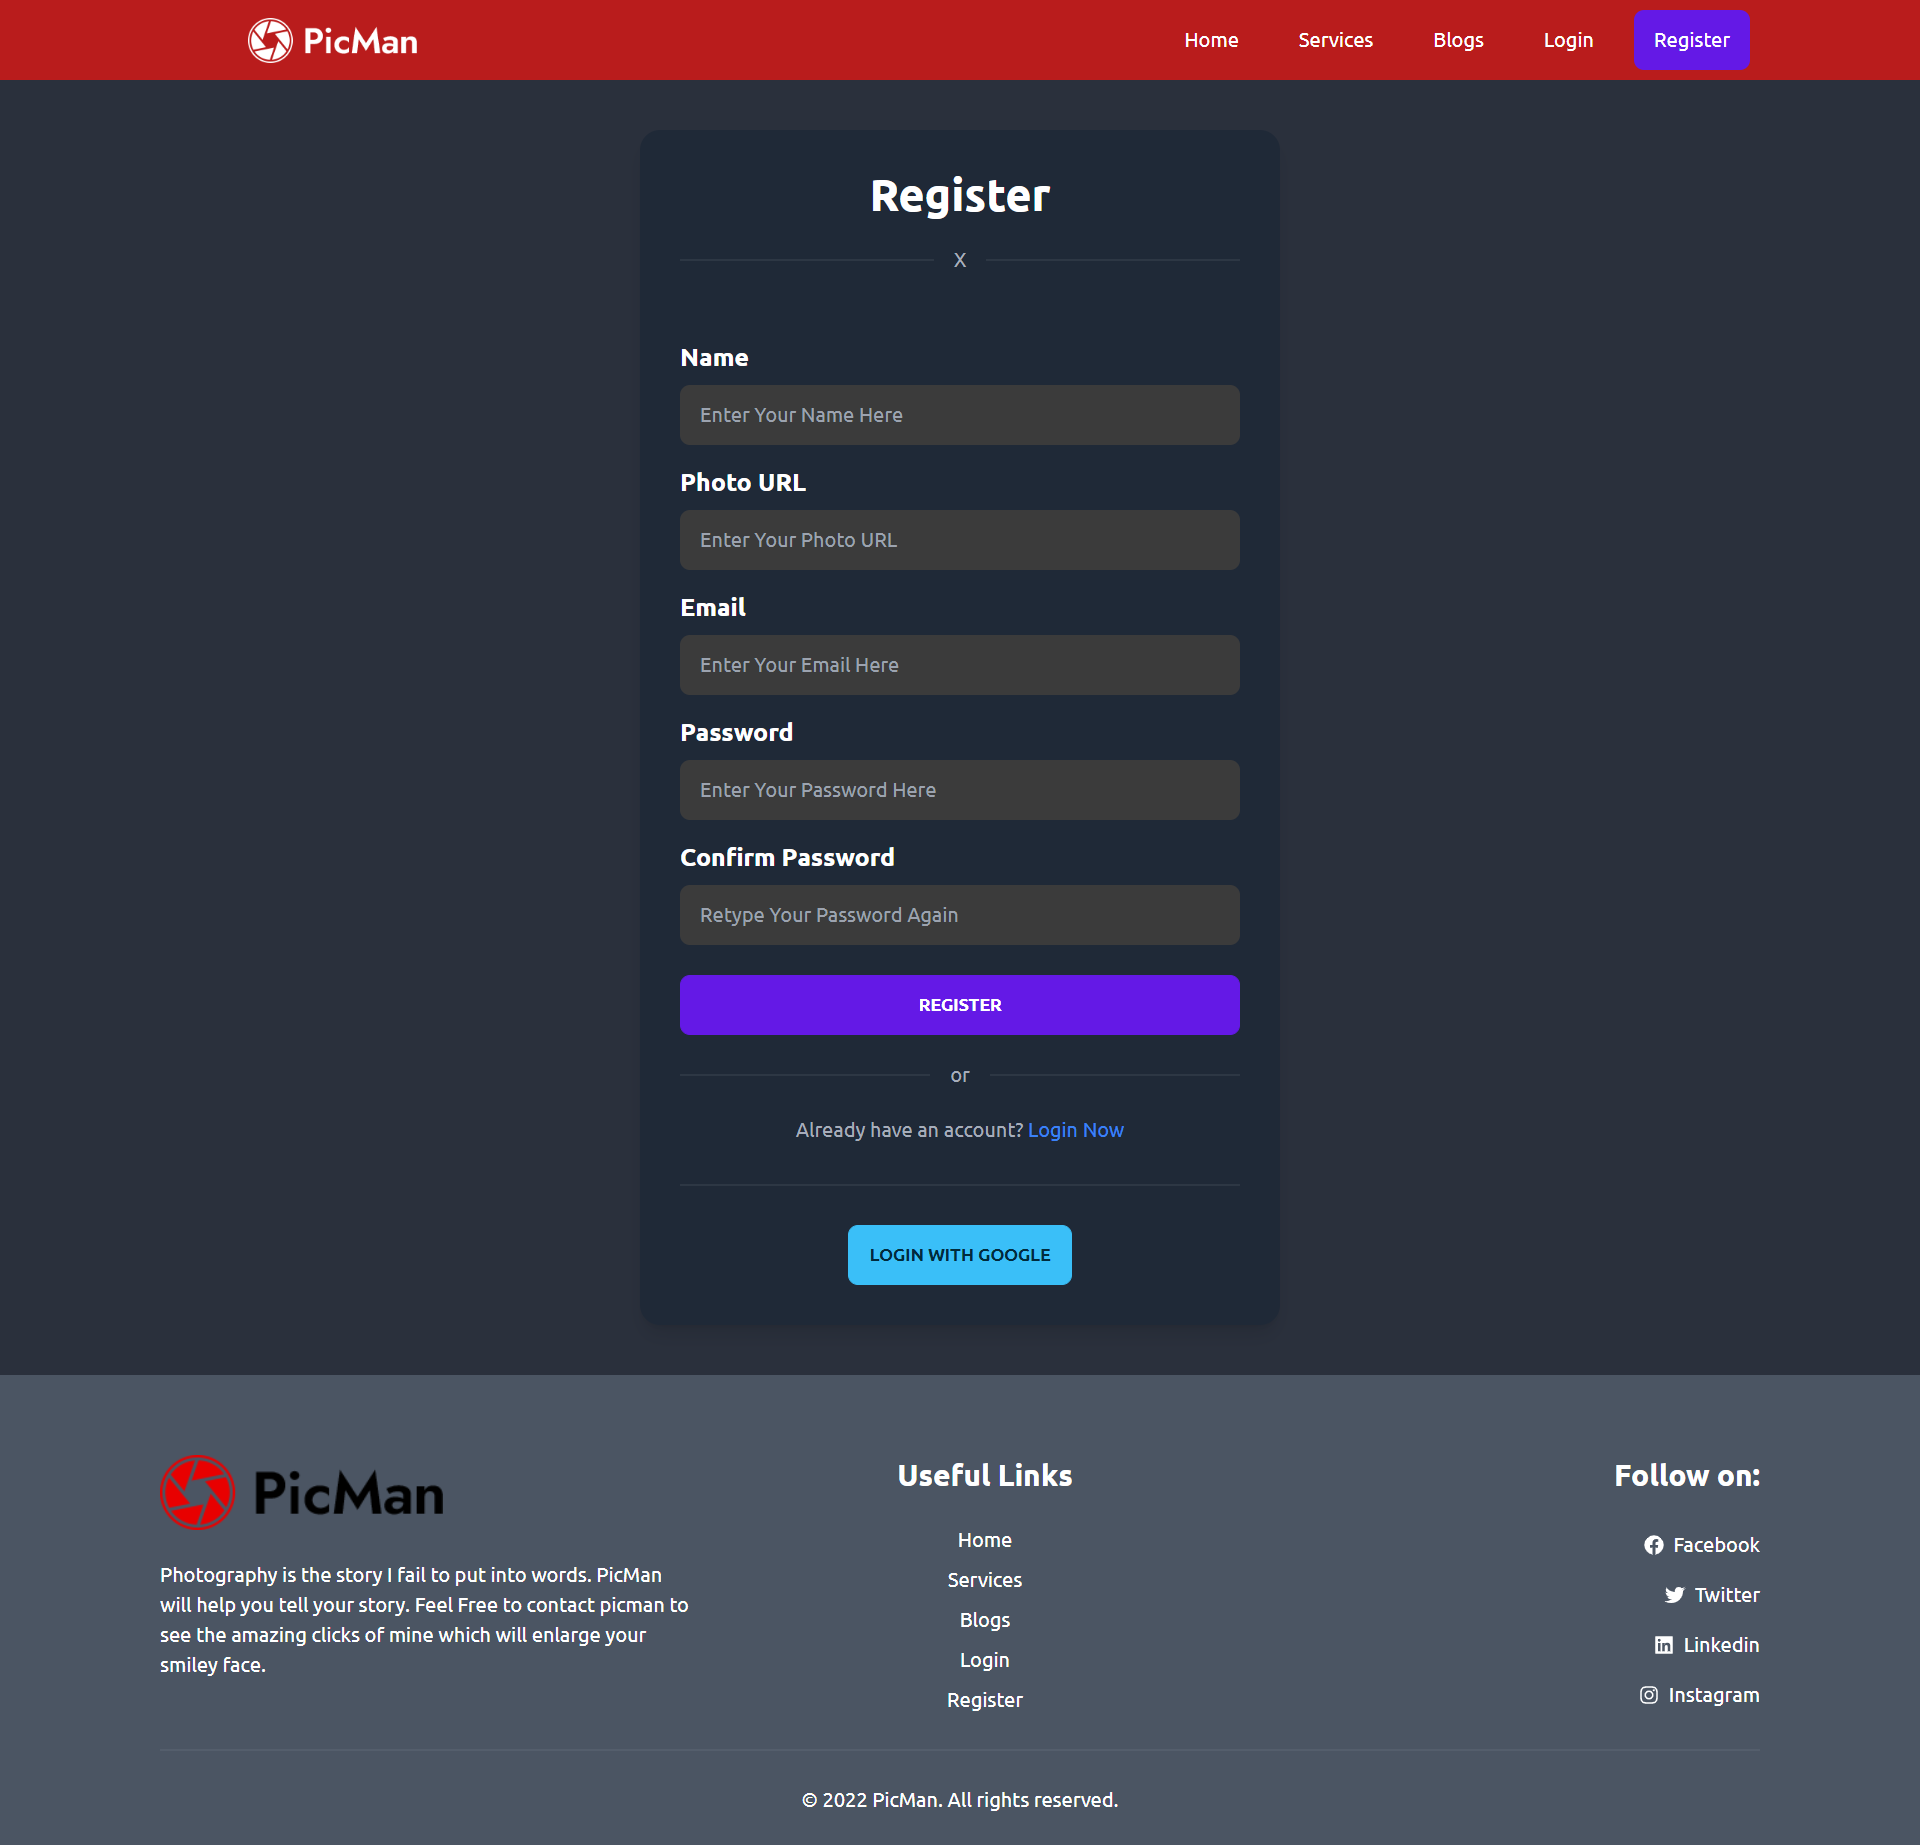 PicMan
Home
Services
Blogs
Login
Register
Register
X
Name
Enter Your Name Here
Photo URL
Enter Your Photo URL
Email
Enter Your Email Here
Password
Enter Your Password Here
Confirm Password
Retype Your Password Again
REGISTER
or
Already have an account? Login Now
LOGIN WITH GOOGLE
PicMan
Photography is the story I fail to put into words. PicMan
will help you tell your story. Feel Free to contact picman to
see the amazing clicks of mine which will enlarge your
smiley face.
Useful Links
Home
Services
Blogs
Login
Register
Follow on:
Facebook
Twitter
Linkedin
Instagram
© 2022 PicMan. All rights reserved.